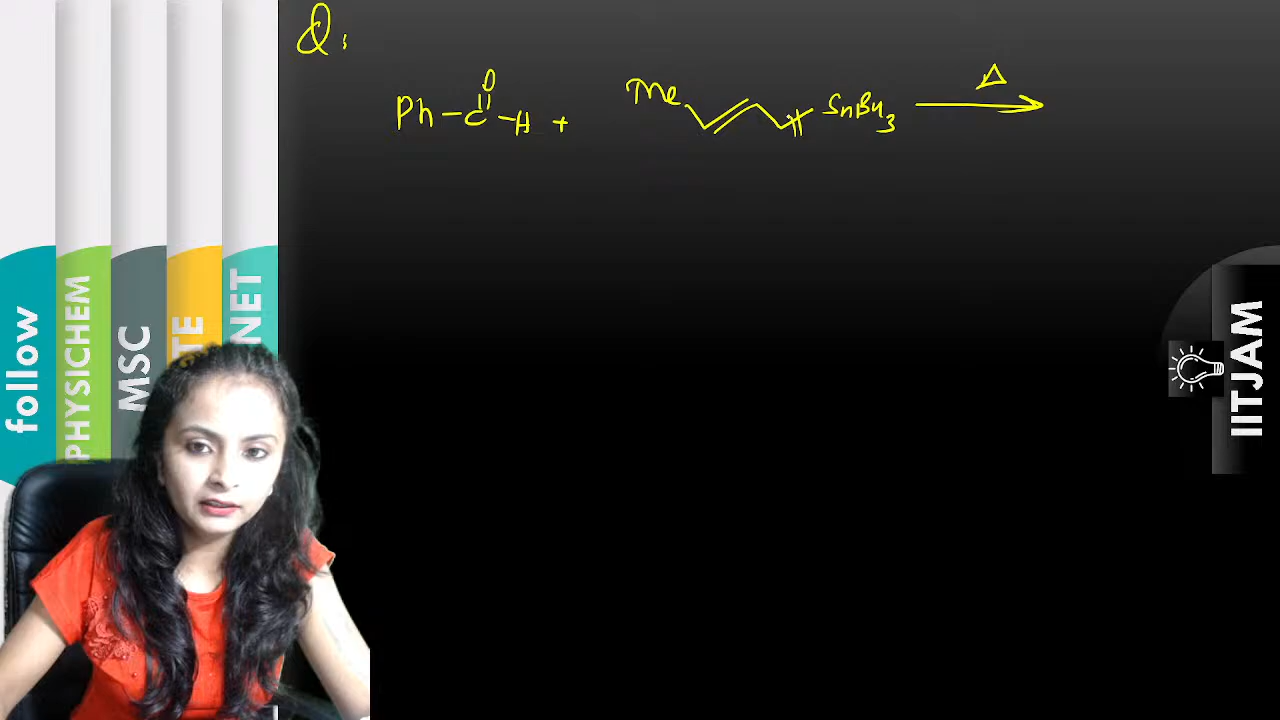 Q:
Ph-C(=O)-H + Me SnBu3 Δ
follow
PHYSICHEM
MSC
TE
NET
IITJAM